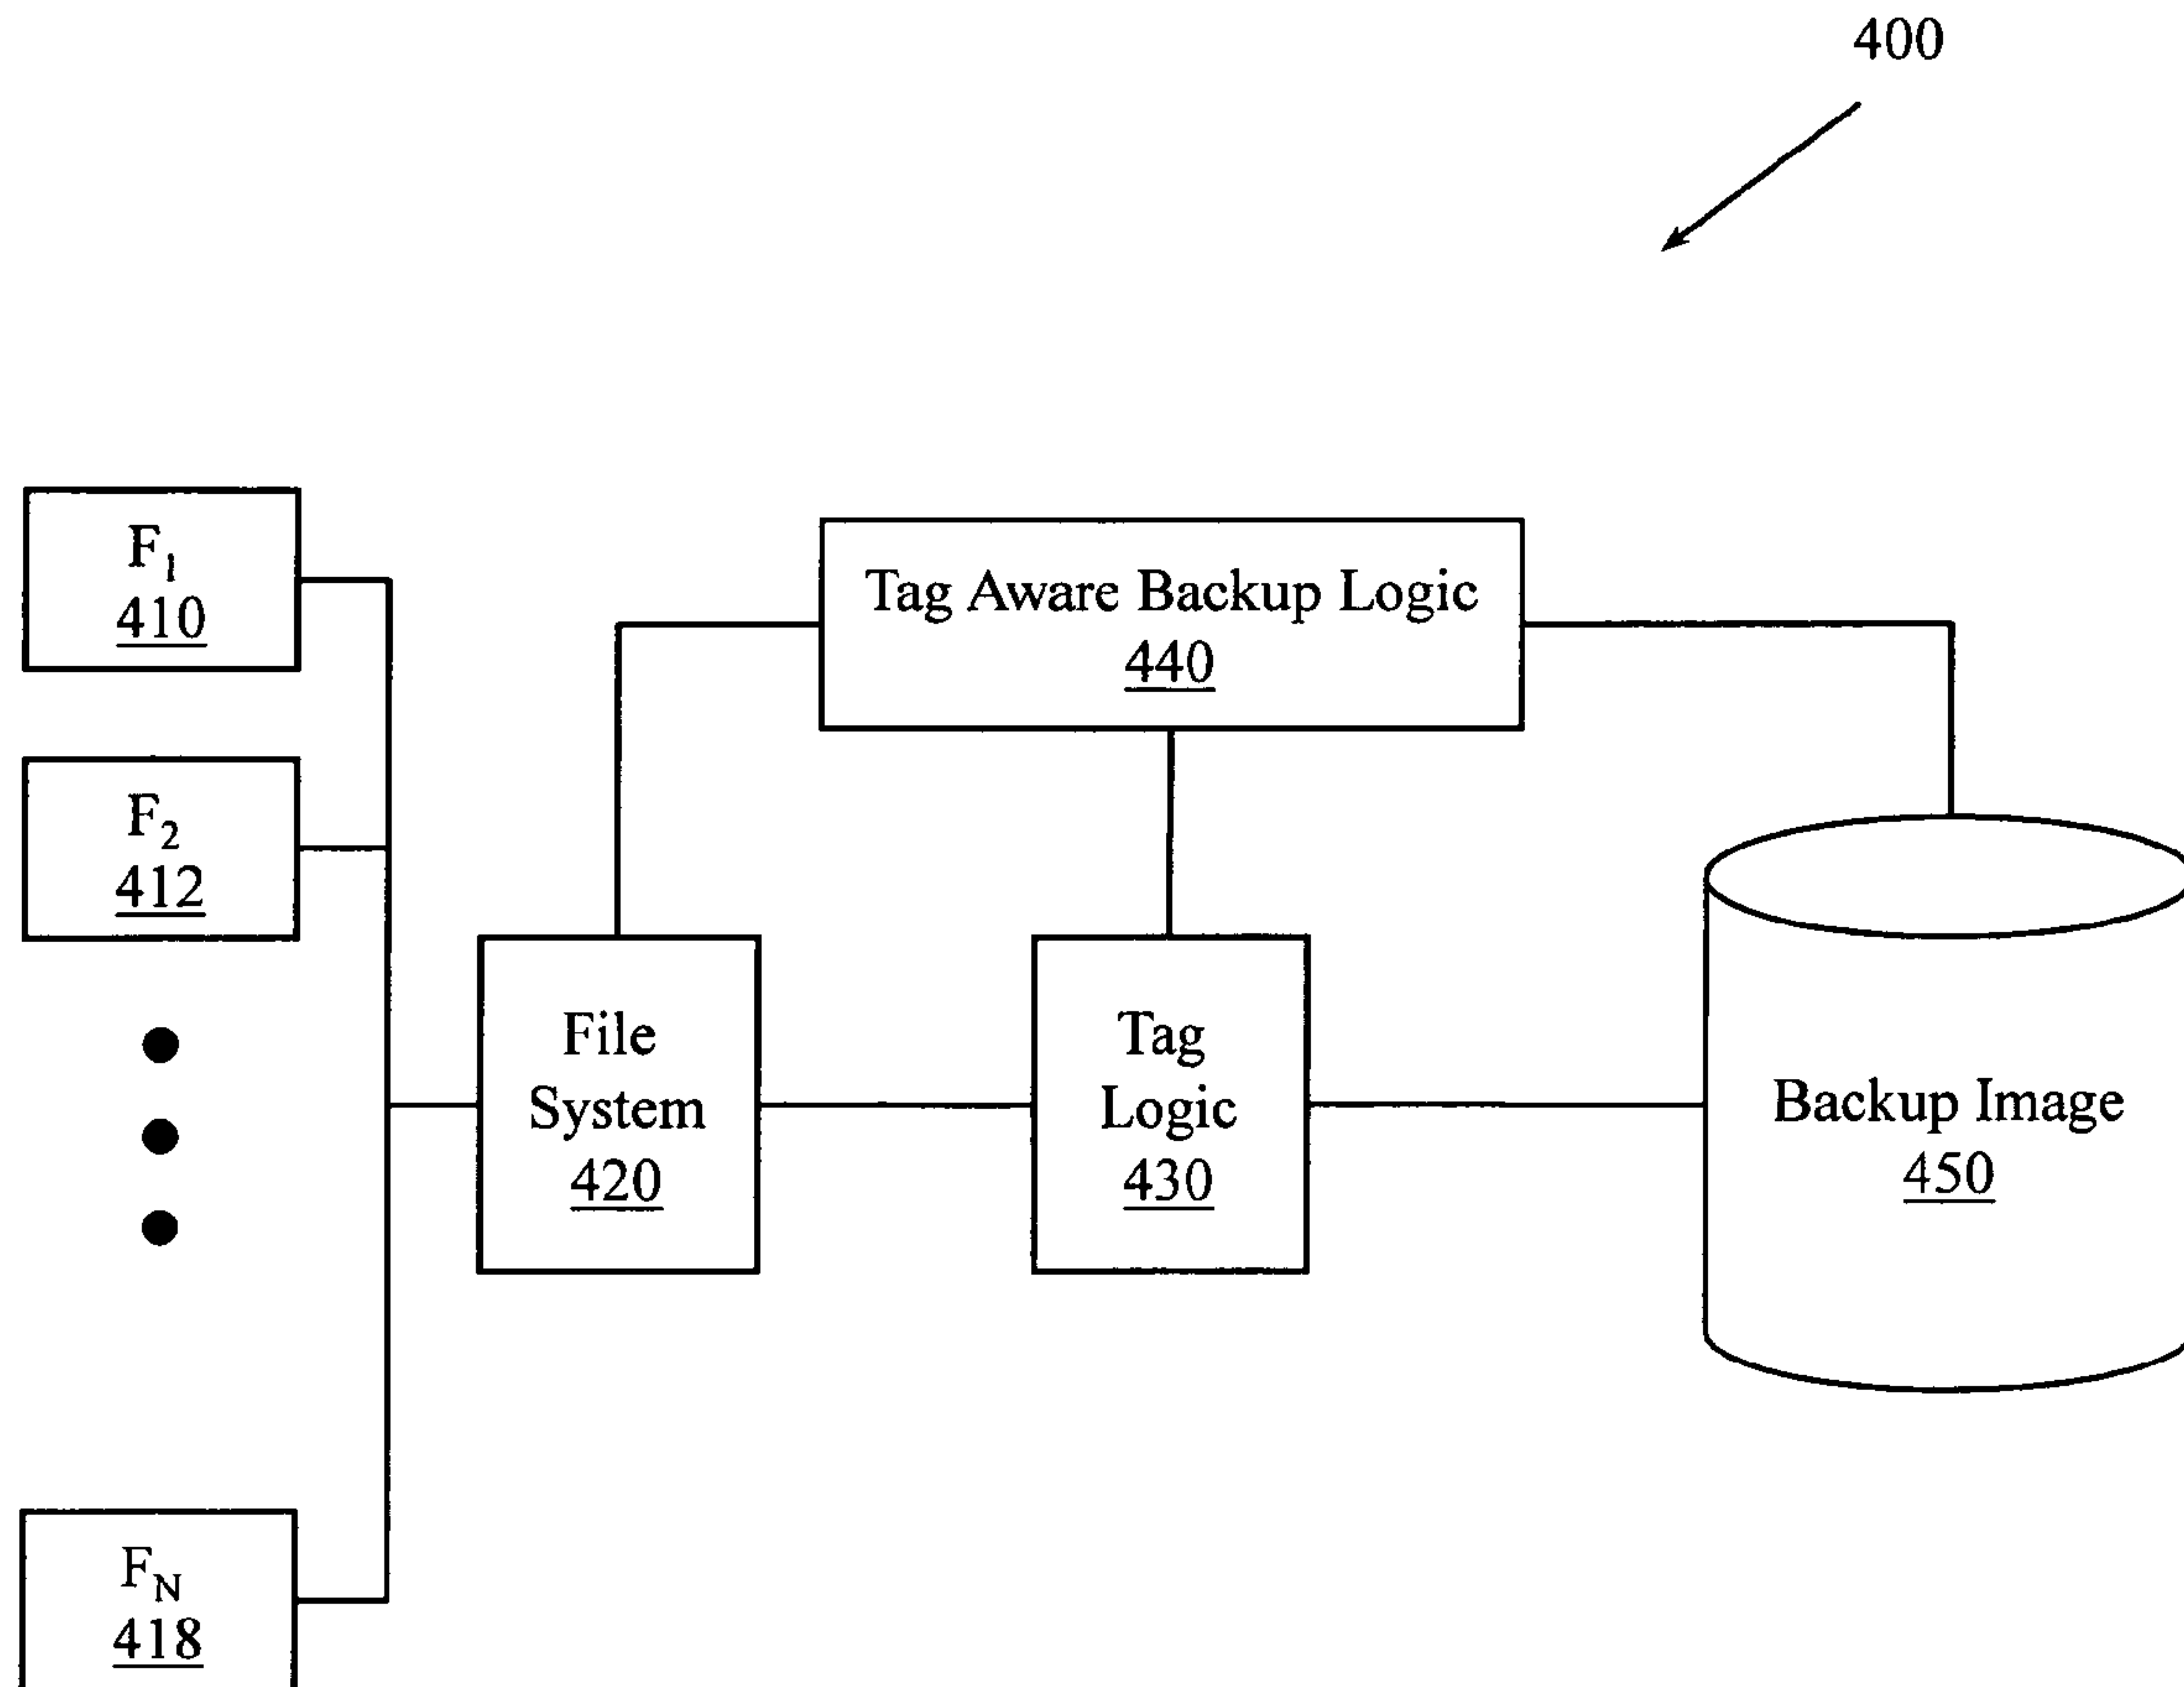 400
F1
410
Tag Aware Backup Logic
440
F2
412
File
System
420
Tag
Logic
430
Backup Image
450
FN
418